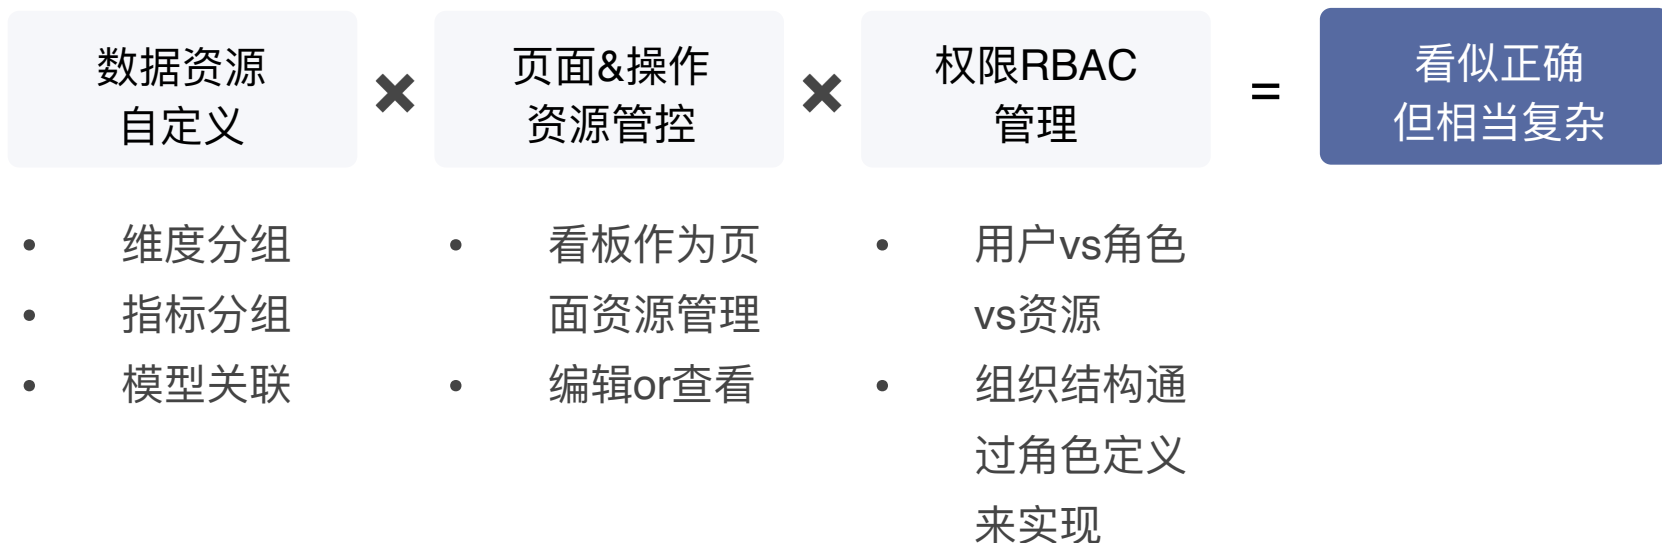 数据资源
自定义
×
页面&操作
资源管控
×
权限RBAC
管理
=
看似正确
但相当复杂
• 维度分组
• 指标分组
• 模型关联
• 看板作为页
面资源管理
• 编辑or查看
• 用户vs角色
vs资源
• 组织结构通
过角色定义
来实现